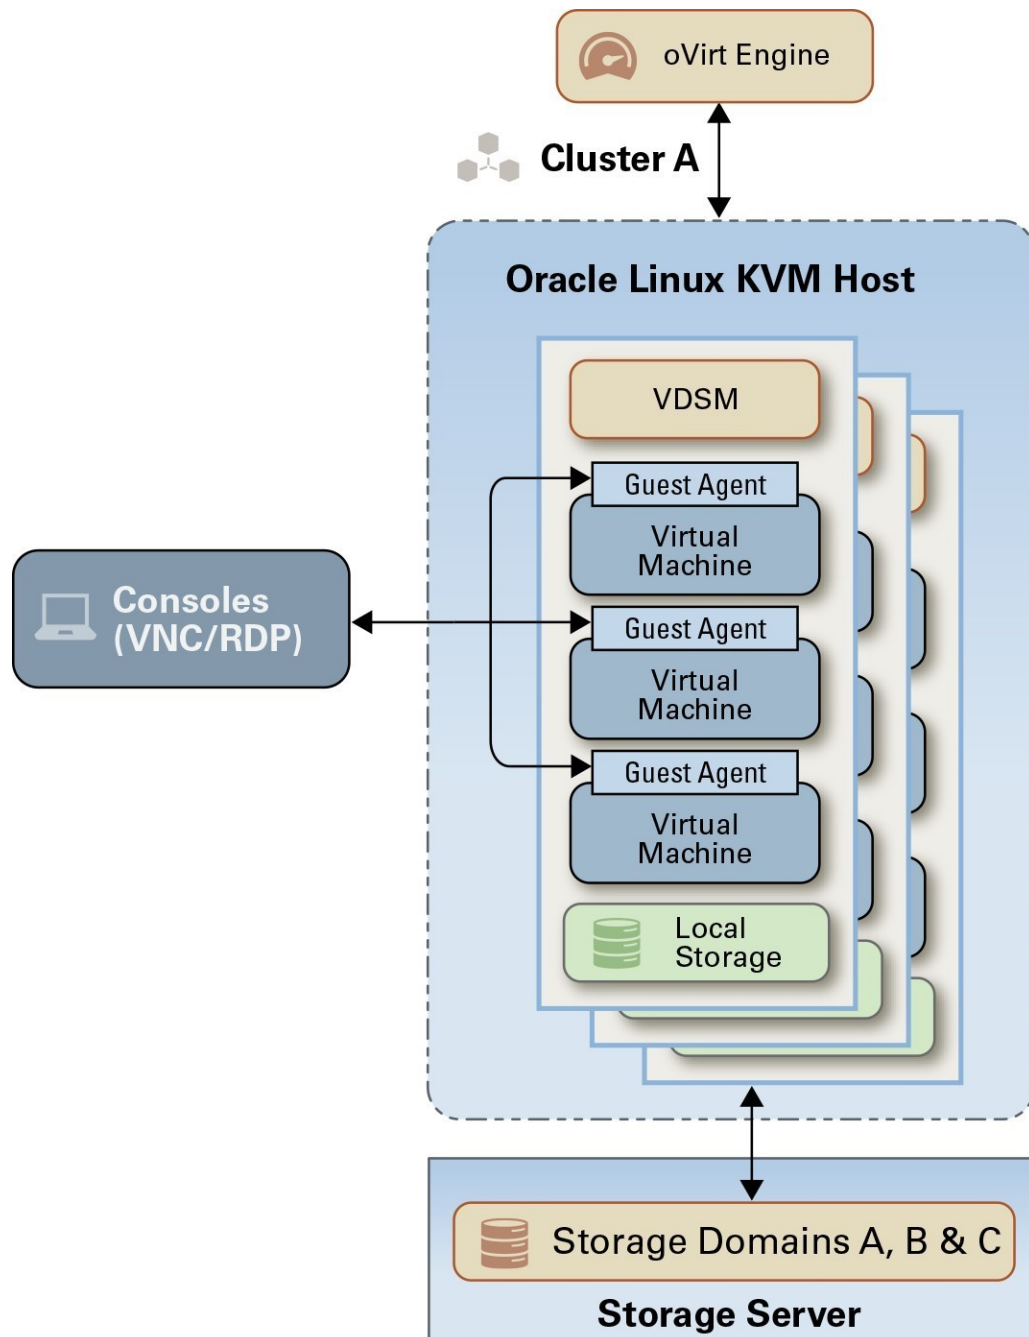 oVirt Engine
Cluster A
Oracle Linux KVM Host
VDSM
Guest Agent
Virtual
Machine
Consoles
(VNC/RDP)
Guest Agent
Virtual
Machine
Guest Agent
Virtual
Machine
Local
Storage
Storage Domains A, B & C
Storage Server